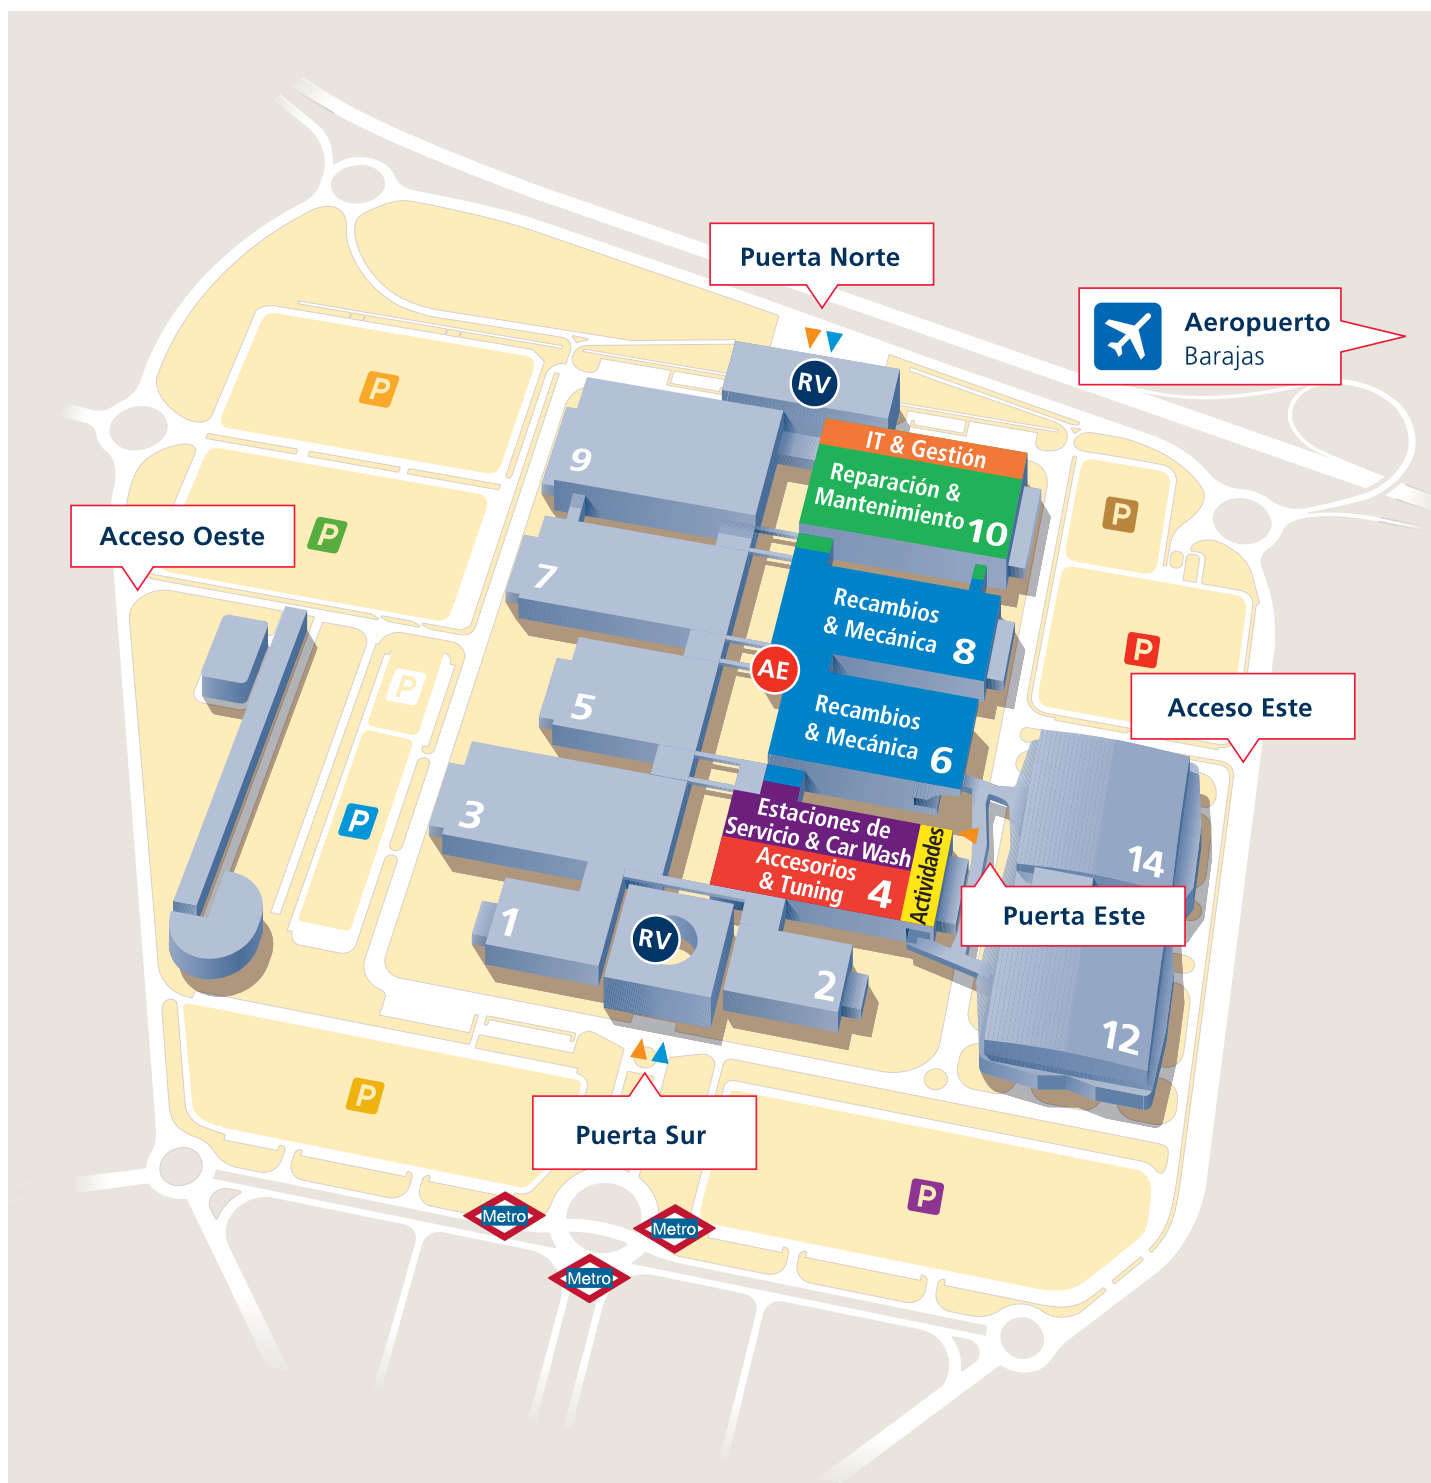 Puerta Norte
Aeropuerto
Barajas
RV
P
9
IT & Gestión
Reparación &
Mantenimiento
10
P
Acceso Oeste
P
7
Recambios
& Mecánica
8
P
AE
P
5
Acceso Este
Recambios
& Mecánica
6
3
P
Estaciones de
Servicio & Car Wash
Accesorios
& Tuning
4
Actividades
14
Puerta Este
1
RV
2
12
P
Puerta Sur
P
Metro
Metro
Metro